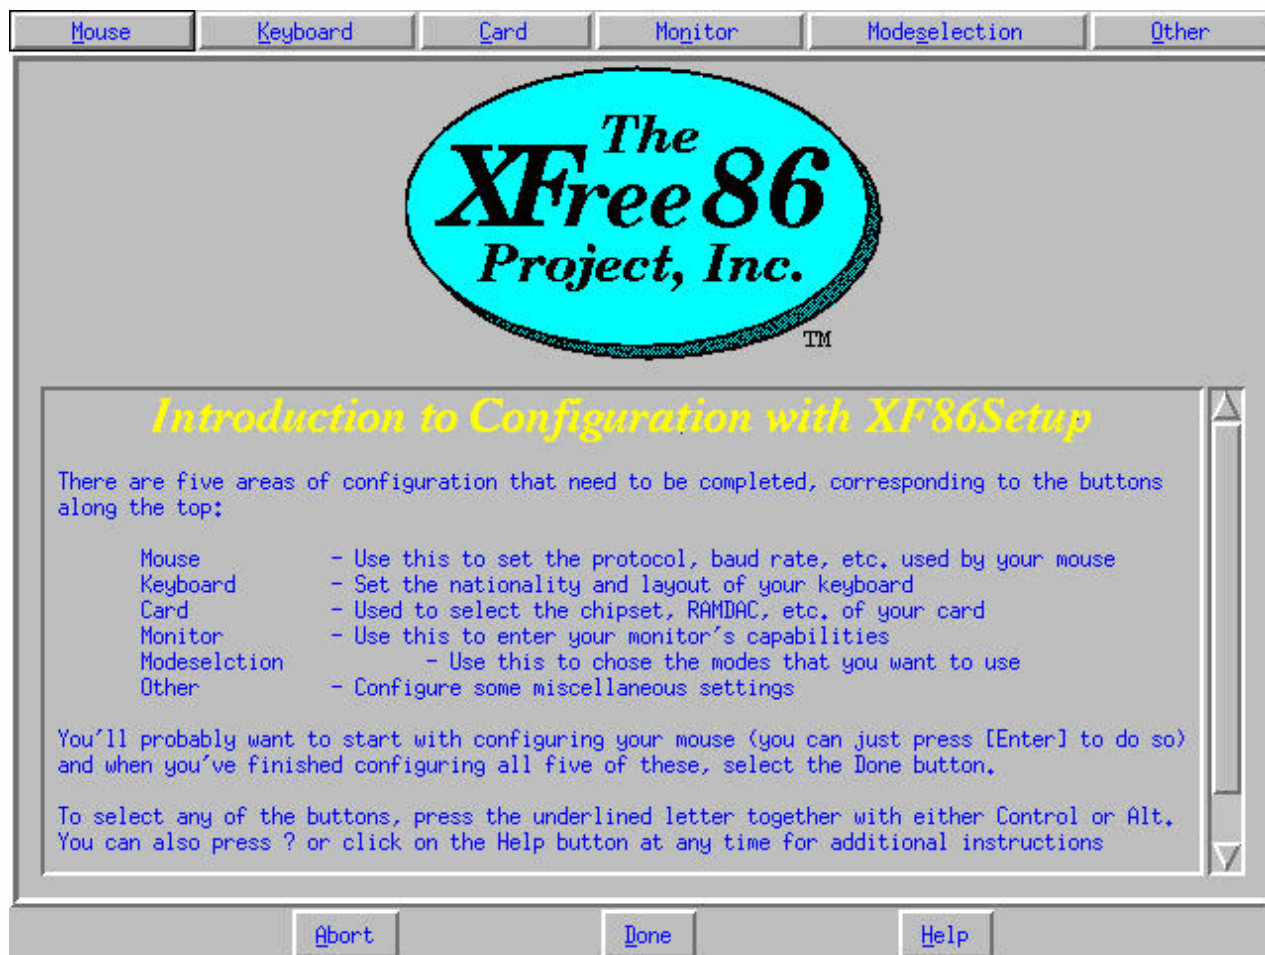 Mouse Keyboard Card Monitor Modeselection Other
The
XFree86
Project, Inc.
TM
Introduction to Configuration with XF86Setup
There are five areas of configuration that need to be completed, corresponding to the buttons
along the top:
Mouse - Use this to set the protocol, baud rate, etc. used by your mouse
Keyboard - Set the nationality and layout of your keyboard
Card - Used to select the chipset, RAMDAC, etc. of your card
Monitor - Use this to enter your monitor's capabilities
Modeselction - Use this to chose the modes that you want to use
Other - Configure some miscellaneous settings
You'll probably want to start with configuring your mouse (you can just press [Enter] to do so)
and when you've finished configuring all five of these, select the Done button.
To select any of the buttons, press the underlined letter together with either Control or Alt.
You can also press ? or click on the Help button at any time for additional instructions
Abort Done Help